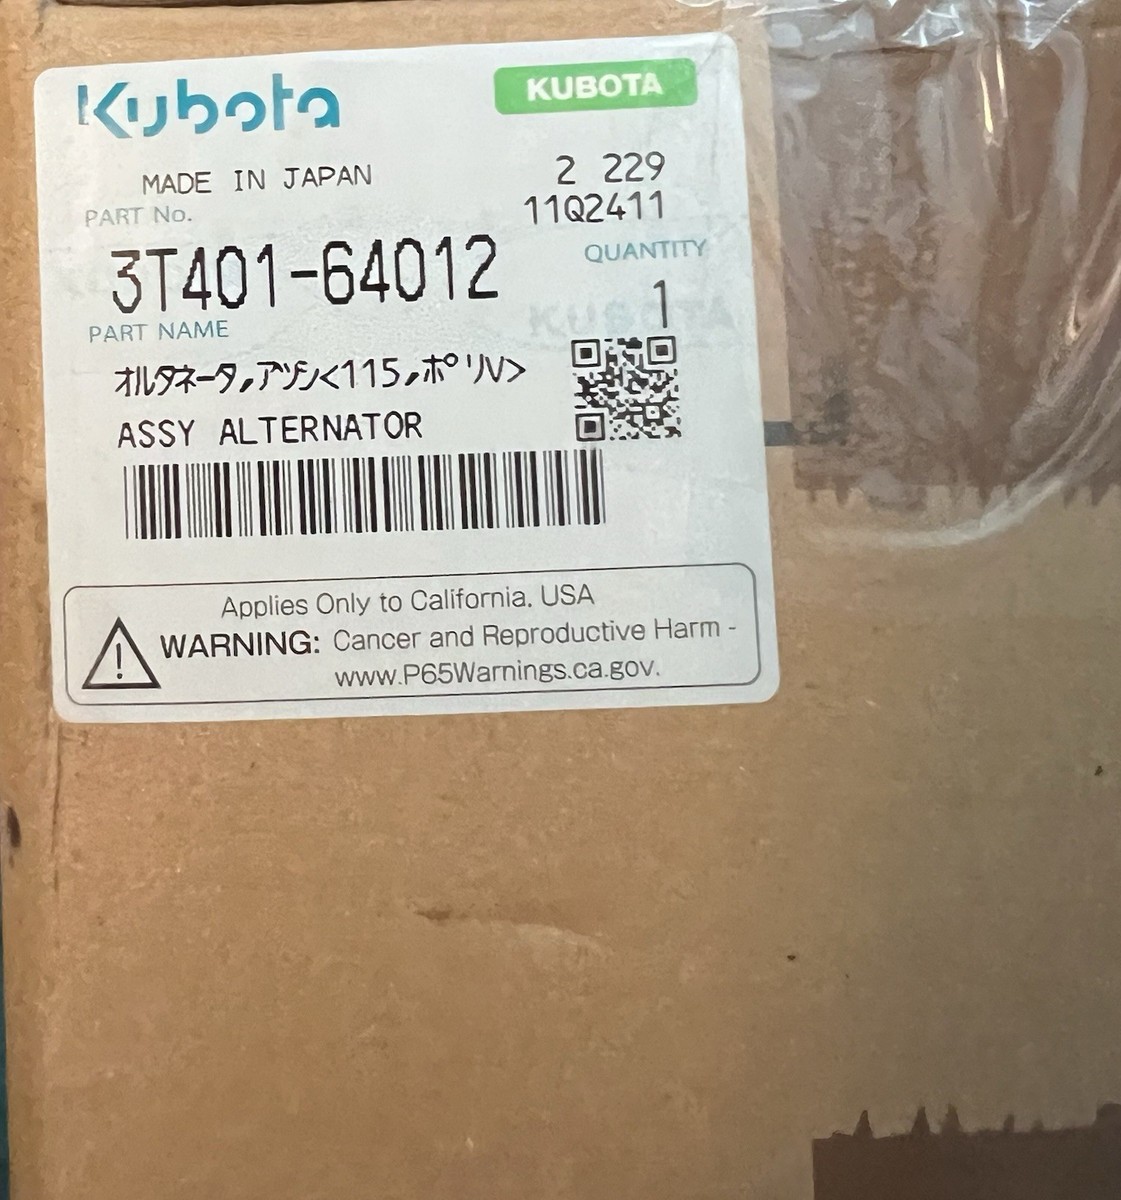 Kubota
KUBOTA
MADE IN JAPAN
2 229
PART No.
11Q2411
3T401-64012
QUANTITY
1
PART NAME
オルタネータ,アツシ<115,ポリV>
ASSY ALTERNATOR
Applies Only to California. USA
WARNING: Cancer and Reproductive Harm -
www.P65Warnings.ca.gov.